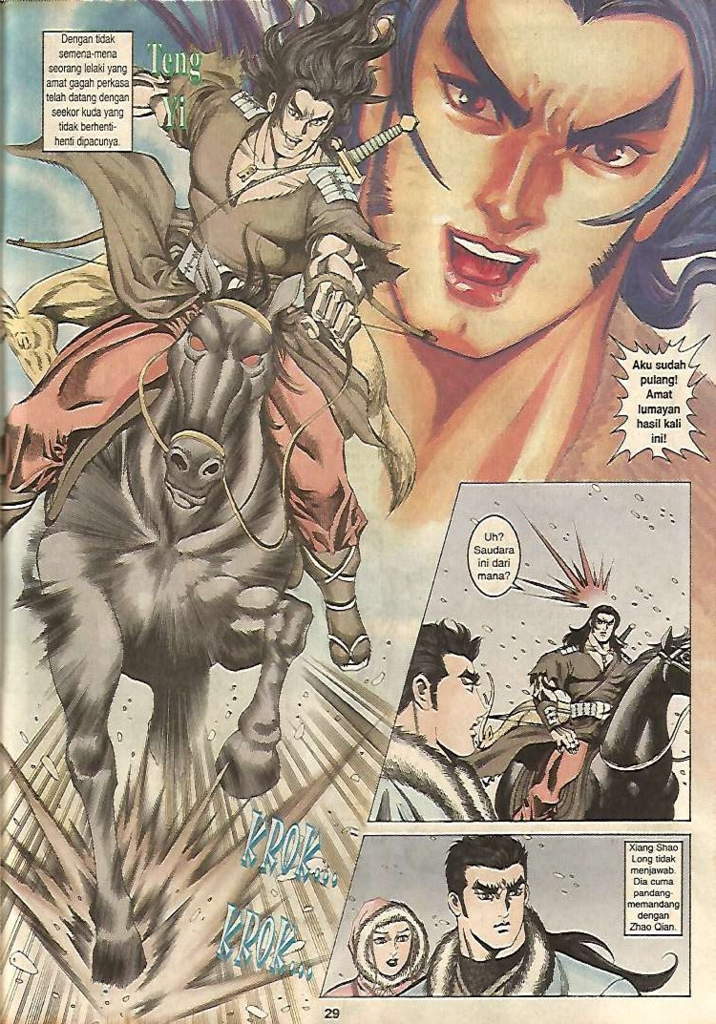 Dengan tidak
semena-mena
seorang lelaki yang
amat gagah perkasa
telah datang dengan
seekor kuda yang
tidak berhenti-
henti dipacunya.
Teng
Yi
Aku sudah
pulang!
Amat
lumayan
hasil kali
ini!
Uh?
Saudara
ini dari
mana?
KROK...
KROK...
Xiang Shao
Long tidak
menjawab.
Dia cuma
pandang-
memandang
dengan
Zhao Qian.
29